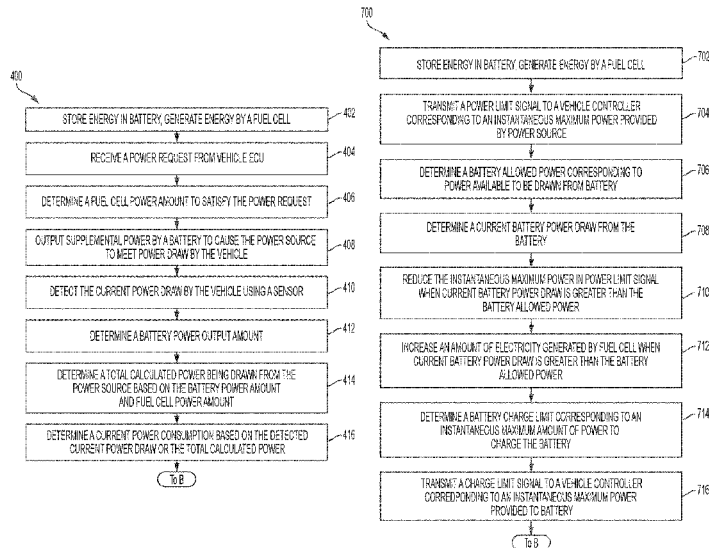 400
STORE ENERGY IN BATTERY, GENERATE ENERGY BY A FUEL CELL
402
RECEIVE A POWER REQUEST FROM VEHICLE ECU
404
DETERMINE A FUEL CELL POWER AMOUNT TO SATISFY THE POWER REQUEST
406
OUTPUT SUPPLEMENTAL POWER BY A BATTERY TO CAUSE THE POWER SOURCE
TO MEET POWER DRAW BY THE VEHICLE
408
DETECT THE CURRENT POWER DRAW BY THE VEHICLE USING A SENSOR
410
DETERMINE A BATTERY POWER OUTPUT AMOUNT
412
DETERMINE A TOTAL CALCULATED POWER BEING DRAWN FROM THE
POWER SOURCE BASED ON THE BATTERY POWER AMOUNT
AND FUEL CELL POWER AMOUNT
414
DETERMINE A CURRENT POWER CONSUMPTION BASED ON THE DETECTED
CURRENT POWER DRAW OR THE TOTAL CALCULATED POWER
416
To B
700
STORE ENERGY IN BATTERY, GENERATE ENERGY BY A FUEL CELL
702
TRANSMIT A POWER LIMIT SIGNAL TO A VEHICLE CONTROLLER
CORRESPONDING TO AN INSTANTANEOUS MAXIMUM POWER PROVIDED
BY POWER SOURCE
704
DETERMINE A BATTERY ALLOWED POWER CORRESPONDING TO
POWER AVAILABLE TO BE DRAWN FROM BATTERY
706
DETERMINE A CURRENT BATTERY POWER DRAW FROM THE
BATTERY
708
REDUCE THE INSTANTANEOUS MAXIMUM POWER IN POWER LIMIT SIGNAL
WHEN CURRENT BATTERY POWER DRAW IS GREATER THAN THE
BATTERY ALLOWED POWER
710
INCREASE AN AMOUNT OF ELECTRICITY GENERATED BY FUEL CELL WHEN
CURRENT BATTERY POWER DRAW IS GREATER THAN THE BATTERY
ALLOWED POWER
712
DETERMINE A BATTERY CHARGE LIMIT CORRESPONDING TO AN
INSTANTANEOUS MAXIMUM AMOUNT OF POWER TO
CHARGE THE BATTERY
714
TRANSMIT A CHARGE LIMIT SIGNAL TO A VEHICLE CONTROLLER
CORREDPONDING TO AN INSTANTANEOUS MAXIMUM POWER
PROVIDED TO BATTERY
716
To B